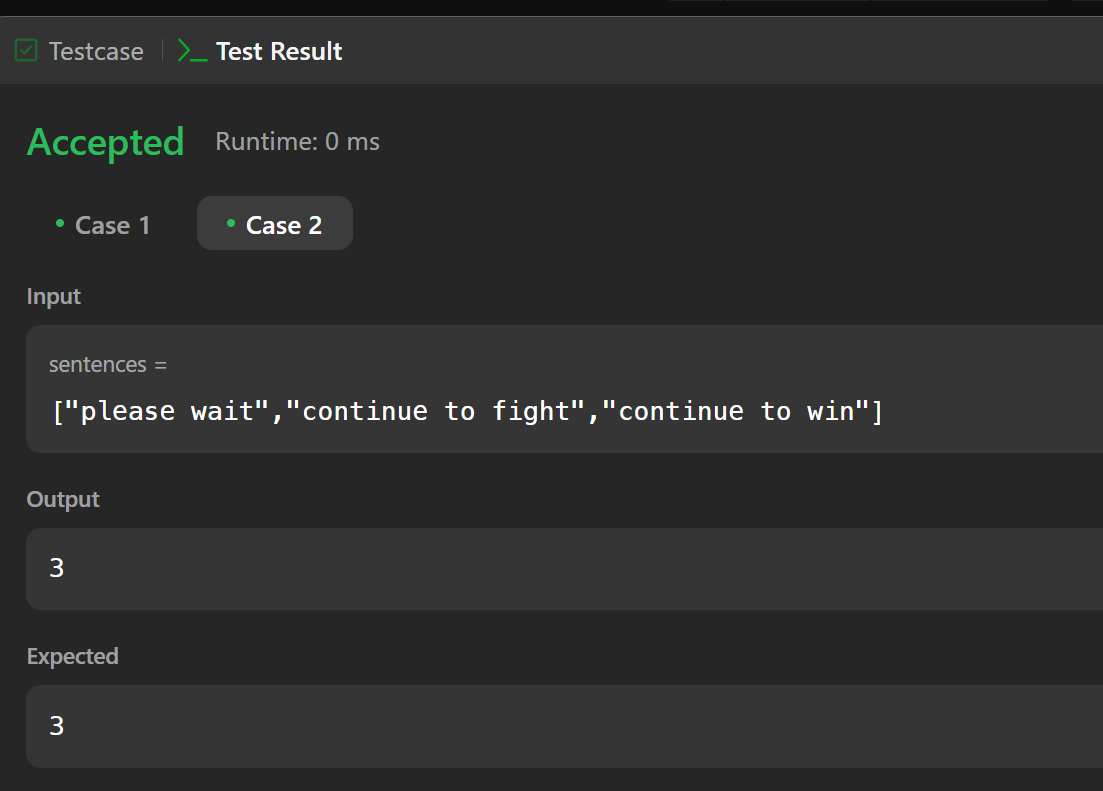 Testcase
Test Result
Accepted
Runtime: 0 ms
Case 1
Case 2
Input
sentences =
["please wait","continue to fight","continue to win"]
Output
3
Expected
3